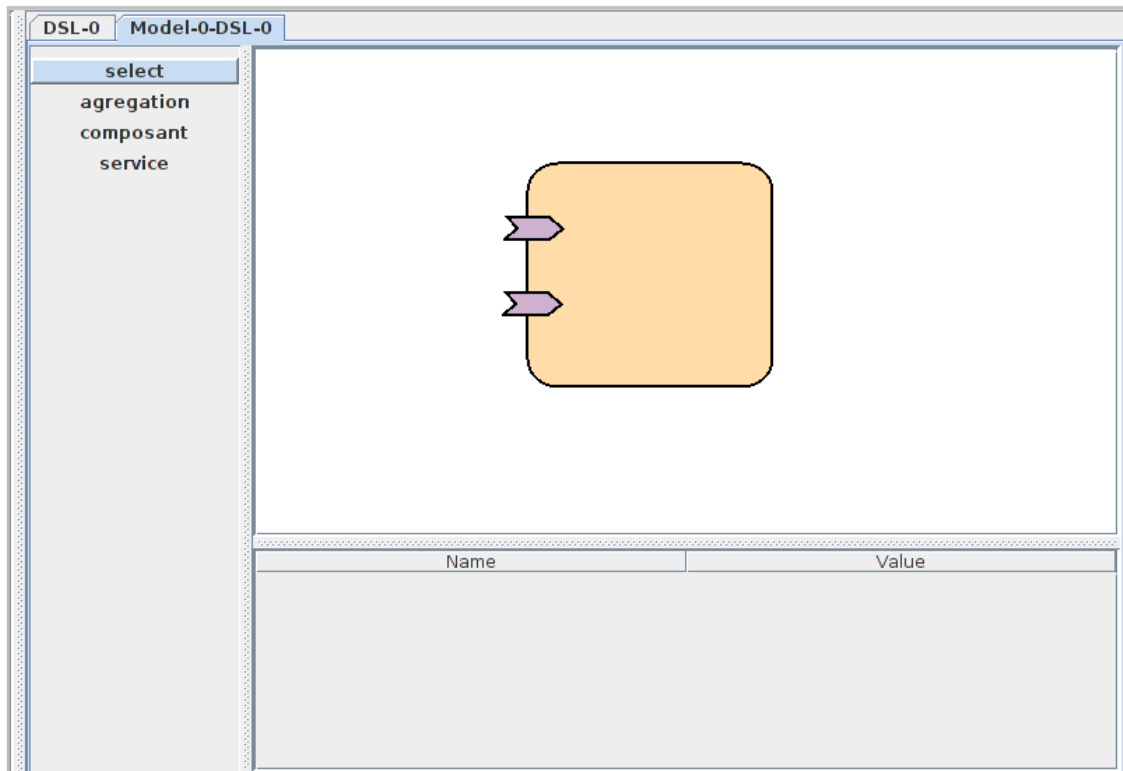 DSL-0 Model-0-DSL-0
select
agregation
composant
service
Name Value